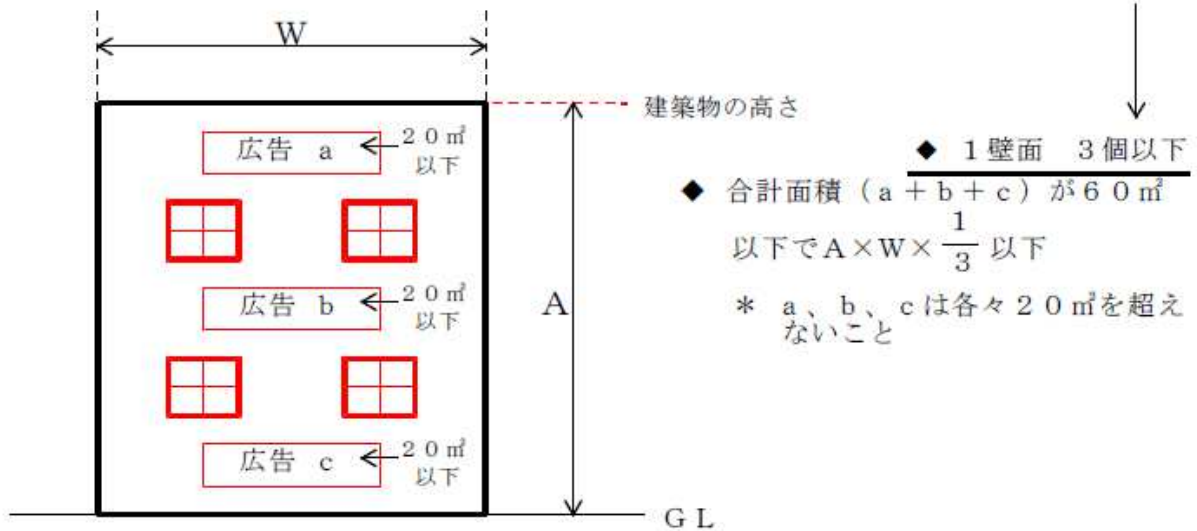 W
建築物の高さ
広告 a
20㎡
以下
◆ 1壁面 3個以下
◆ 合計面積(a+b+c)が60㎡
以下でA×W×1/3 以下
広告 b
20㎡
以下
A
* a、b、cは各々20㎡を超え
ないこと
広告 c
20㎡
以下
GL